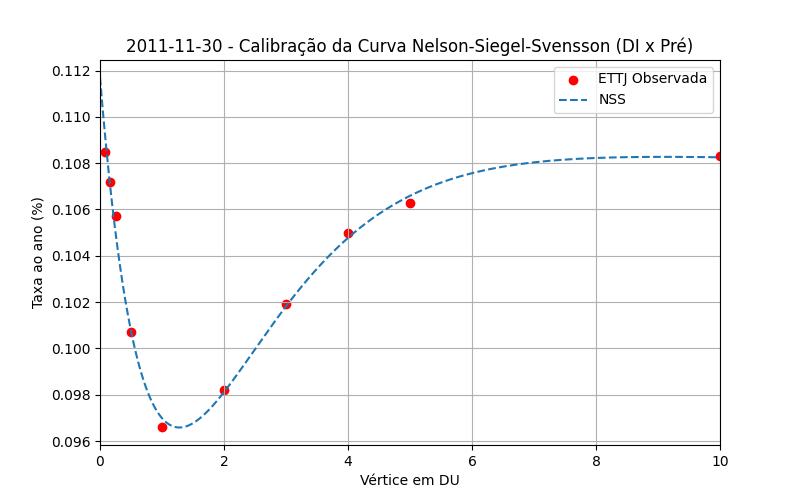 2011-11-30 - Calibração da Curva Nelson-Siegel-Svensson (DI x Pré)
ETTJ Observada
NSS
Taxa ao ano (%)
0.112
0.110
0.108
0.106
0.104
0.102
0.100
0.098
0.096
0 2 4 6 8 10
Vértice em DU